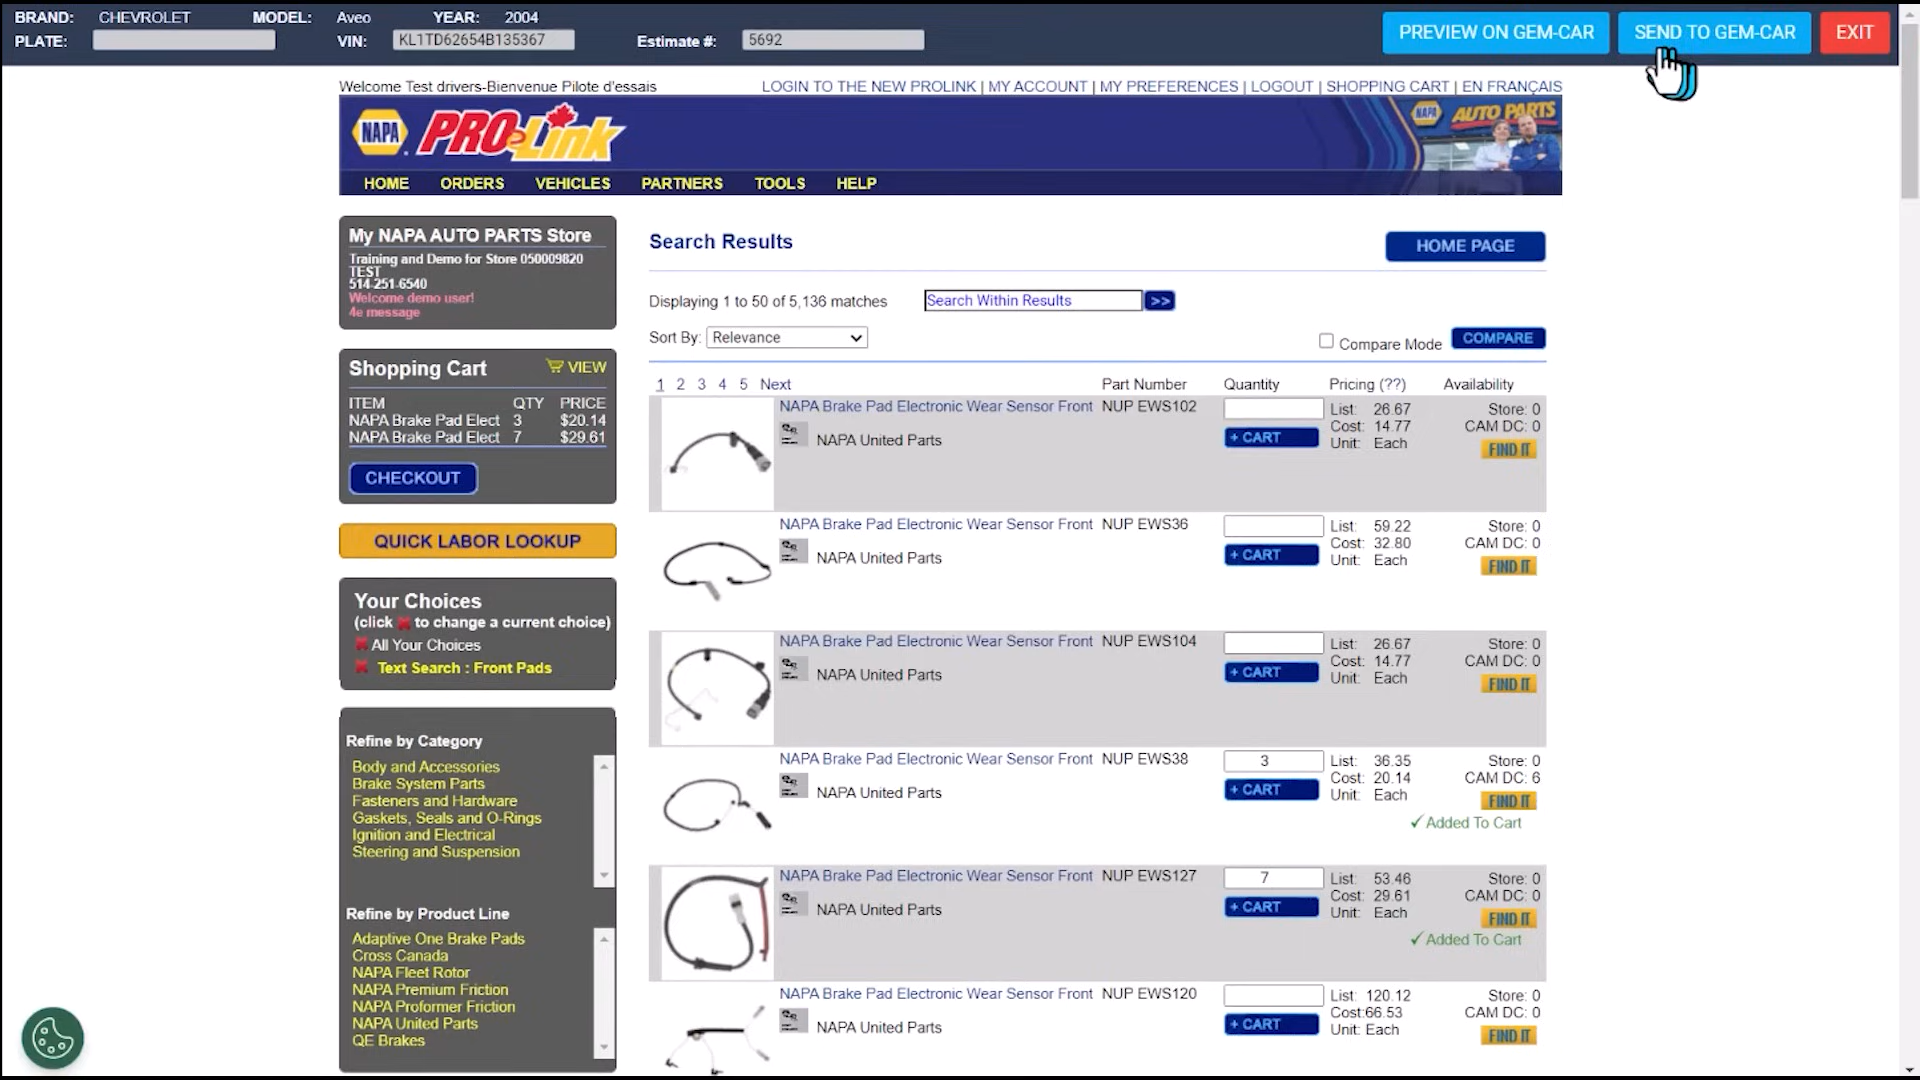 BRAND: CHEVROLET MODEL: Aveo YEAR: 2004
PLATE: VIN: KL1TD62654B135367 Estimate #: 5692
PREVIEW ON GEM-CAR SEND TO GEM-CAR EXIT
Welcome Test drivers-Bienvenue Pilote d'essais LOGIN TO THE NEW PROLINK | MY ACCOUNT | MY PREFERENCES | LOGOUT | SHOPPING CART | EN FRANÇAIS
NAPA PROLink NAPA AUTO PARTS
HOME ORDERS VEHICLES PARTNERS TOOLS HELP
My NAPA AUTO PARTS Store
Training and Demo for Store 050009820
TEST
514-251-6540
Welcome demo user!
4e message
Shopping Cart VIEW
ITEM QTY PRICE
NAPA Brake Pad Elect 3 $20.14
NAPA Brake Pad Elect 7 $29.61
CHECKOUT
QUICK LABOR LOOKUP
Your Choices
(click to change a current choice)
All Your Choices
Text Search : Front Pads
Refine by Category
Body and Accessories
Brake System Parts
Fasteners and Hardware
Gaskets, Seals and O-Rings
Ignition and Electrical
Steering and Suspension
Refine by Product Line
Adaptive One Brake Pads
Cross Canada
NAPA Fleet Rotor
NAPA Premium Friction
NAPA Proformer Friction
NAPA United Parts
QE Brakes
Search Results HOME PAGE
Displaying 1 to 50 of 5,136 matches Search Within Results >>
Sort By: Relevance Compare Mode COMPARE
1 2 3 4 5 Next Part Number Quantity Pricing (??) Availability
NAPA Brake Pad Electronic Wear Sensor Front NUP EWS102 List: 26.67 Store: 0
Cost: 14.77 CAM DC: 0
NAPA United Parts + CART Unit: Each FIND IT
NAPA Brake Pad Electronic Wear Sensor Front NUP EWS36 List: 59.22 Store: 0
Cost: 32.80 CAM DC: 0
NAPA United Parts + CART Unit: Each FIND IT
NAPA Brake Pad Electronic Wear Sensor Front NUP EWS104 List: 26.67 Store: 0
Cost: 14.77 CAM DC: 0
NAPA United Parts + CART Unit: Each FIND IT
NAPA Brake Pad Electronic Wear Sensor Front NUP EWS38 3 List: 36.35 Store: 0
Cost: 20.14 CAM DC: 6
NAPA United Parts + CART Unit: Each FIND IT
✓ Added To Cart
NAPA Brake Pad Electronic Wear Sensor Front NUP EWS127 7 List: 53.46 Store: 0
Cost: 29.61 CAM DC: 0
NAPA United Parts + CART Unit: Each FIND IT
✓ Added To Cart
NAPA Brake Pad Electronic Wear Sensor Front NUP EWS120 List: 120.12 Store: 0
Cost:66.53 CAM DC: 0
NAPA United Parts + CART Unit: Each FIND IT